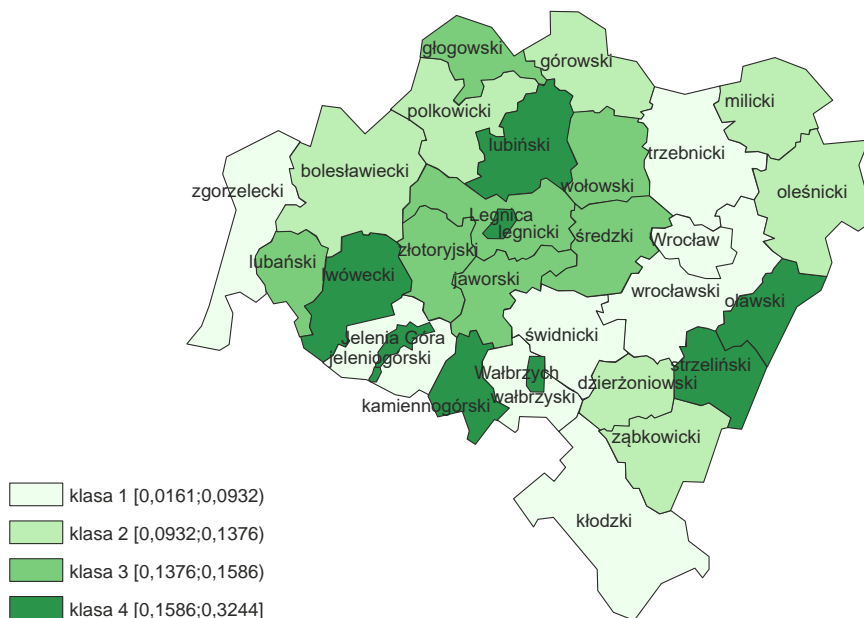 głogowski
górowski
milicki
polkowicki
lubiński
trzebnicki
bolesławiecki
zgorzelecki
wołowski
oleśnicki
Legnica
legnicki
średzki
Wrocław
lubański
lwówecki
złotoryjski
jaworski
wrocławski
oławski
Jelenia Góra
jeleniogórski
świdnicki
strzeliński
Wałbrzych
dzierżoniowski
wałbrzyski
kamiennogórski
ząbkowicki
kłodzki
klasa 1 [0,0161;0,0932)
klasa 2 [0,0932;0,1376)
klasa 3 [0,1376;0,1586)
klasa 4 [0,1586;0,3244]